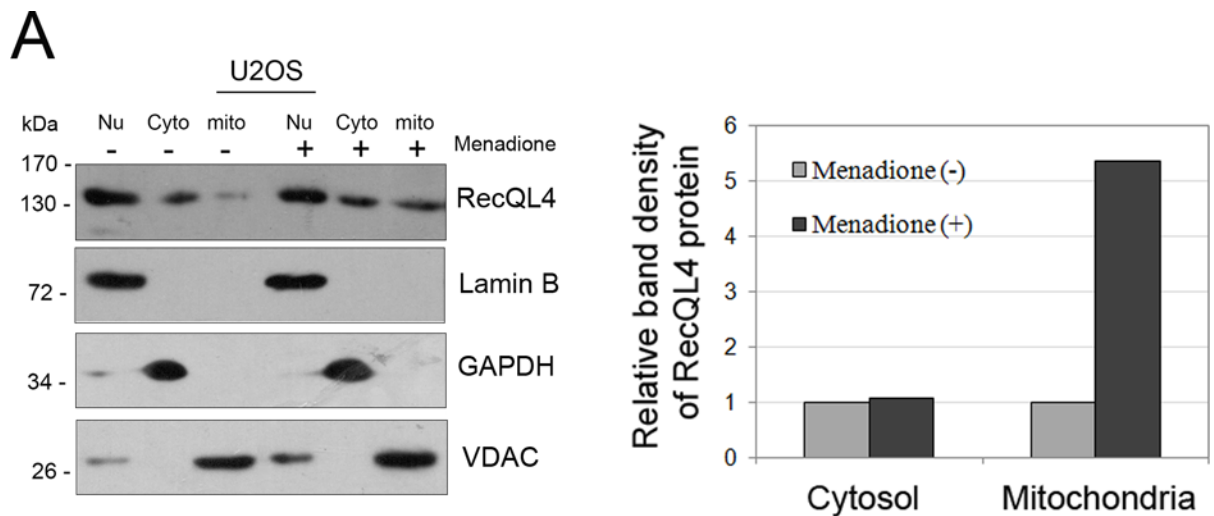 A
U2OS
kDa Nu Cyto mito Nu Cyto mito
- - - + + + Menadione
170 -
130 - RecQL4
72 - Lamin B
34 - GAPDH
26 - VDAC
Relative band density
of RecQL4 protein
6
5
4
3
2
1
0
Menadione (-)
Menadione (+)
Cytosol Mitochondria